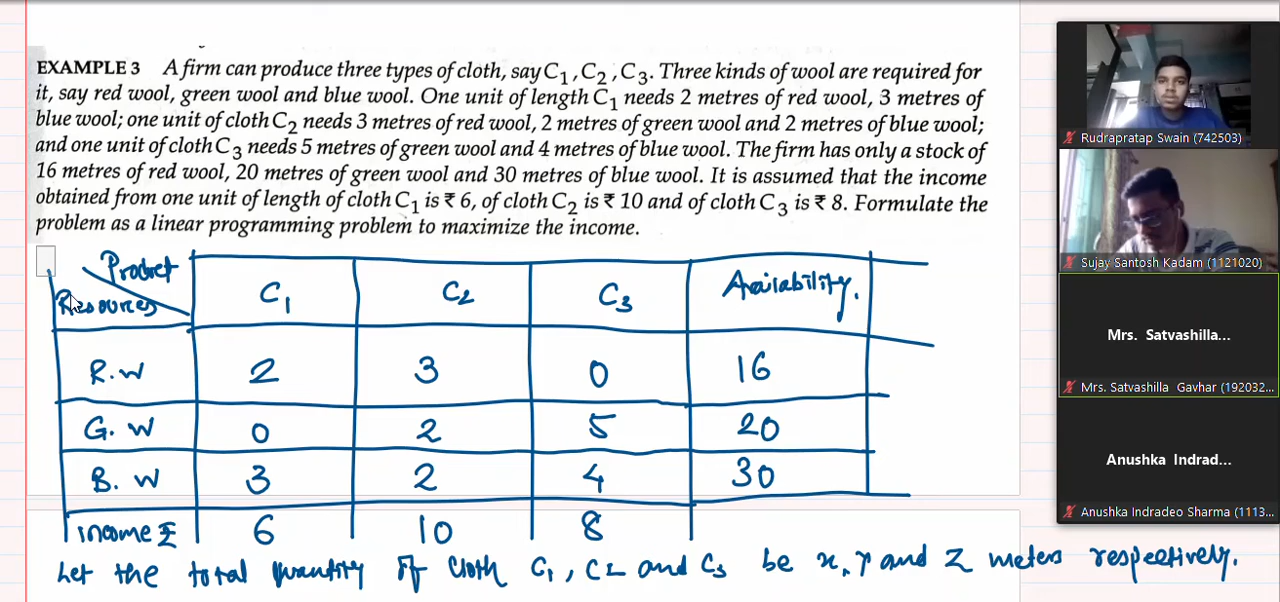 EXAMPLE 3 A firm can produce three types of cloth, say C₁, C₂, C₃. Three kinds of wool are required for
it, say red wool, green wool and blue wool. One unit of length C₁ needs 2 metres of red wool, 3 metres of
blue wool; one unit of cloth C₂ needs 3 metres of red wool, 2 metres of green wool and 2 metres of blue wool;
and one unit of cloth C₃ needs 5 metres of green wool and 4 metres of blue wool. The firm has only a stock of
16 metres of red wool, 20 metres of green wool and 30 metres of blue wool. It is assumed that the income
obtained from one unit of length of cloth C₁ is ₹ 6, of cloth C₂ is ₹ 10 and of cloth C₃ is ₹ 8. Formulate the
problem as a linear programming problem to maximize the income.
Product
Resources C₁ C₂ C₃ Availability.
R.W 2 3 0 16
G.W 0 2 5 20
B.W 3 2 4 30
Income ₹ 6 10 8
Let the total quantity of cloth C₁, C₂ and C₃ be x, y and z meters respectively.
Rudrapratap Swain (742503)
Sujay Santosh Kadam (1121020)
Mrs. Satvashilla...
Mrs. Satvashilla Gavhar (192032...
Anushka Indrad...
Anushka Indradeo Sharma (1113...